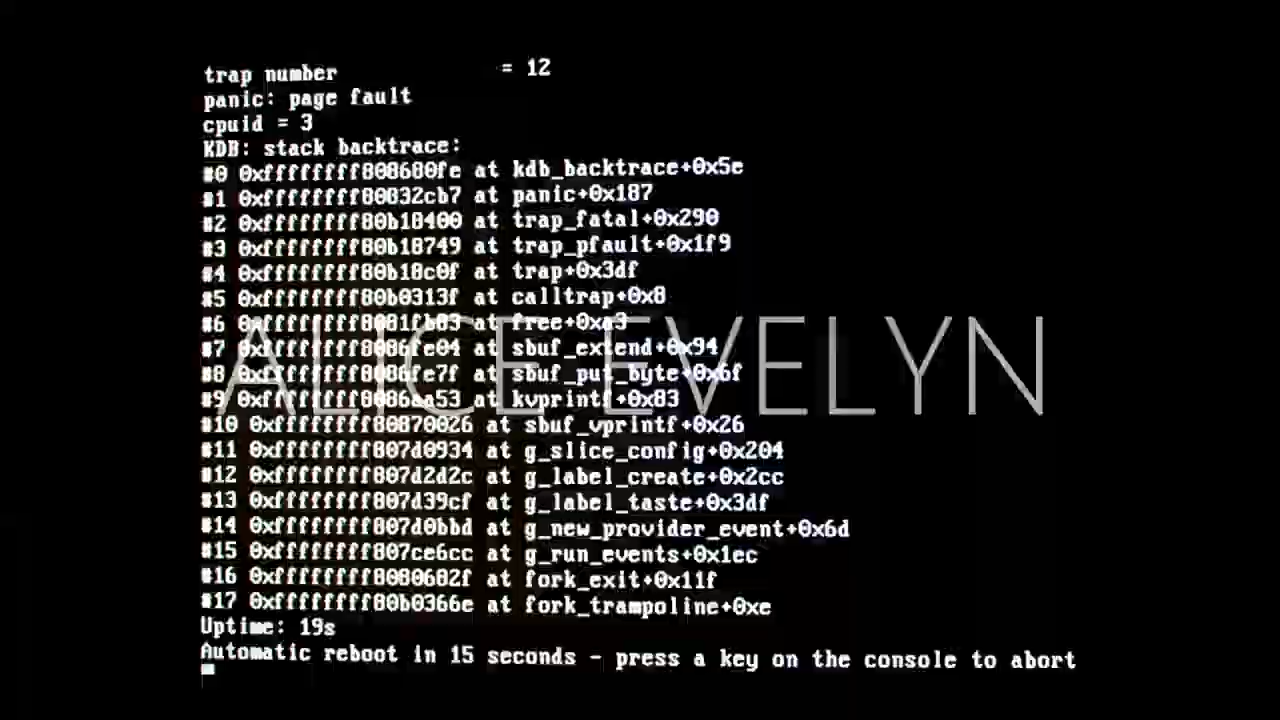 trap number = 12
panic: page fault
cpuid = 3
KDB: stack backtrace:
#0 0xffffffff808680fe at kdb_backtrace+0x5e
#1 0xffffffff80832cb7 at panic+0x187
#2 0xffffffff80b18400 at trap_fatal+0x290
#3 0xffffffff80b18749 at trap_pfault+0x1f9
#4 0xffffffff80b18c0f at trap+0x3df
#5 0xffffffff80b0313f at calltrap+0x8
#6 0xffffffff8081fb83 at free+0xa3
#7 0xffffffff8086fe04 at sbuf_extend+0x94
ALICE EVELYN
#8 0xffffffff8086fe7f at sbuf_put_byte+0x6f
#9 0xffffffff8086aa53 at kvprintf+0x83
#10 0xffffffff80870026 at sbuf_vprintf+0x26
#11 0xffffffff807d0934 at g_slice_config+0x204
#12 0xffffffff807d2d2c at g_label_create+0x2cc
#13 0xffffffff807d39cf at g_label_taste+0x3df
#14 0xffffffff807d0bbd at g_new_provider_event+0x6d
#15 0xffffffff807ce6cc at g_run_events+0x1ec
#16 0xffffffff8080682f at fork_exit+0x11f
#17 0xffffffff80b0366e at fork_trampoline+0xe
Uptime: 19s
Automatic reboot in 15 seconds - press a key on the console to abort